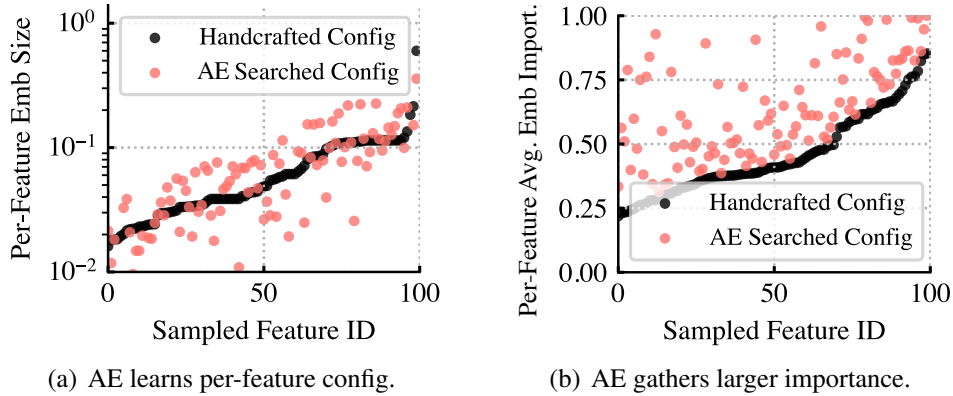 Per-Feature Emb Size
10⁰
10⁻¹
10⁻²
Handcrafted Config
AE Searched Config
0
50
100
Sampled Feature ID
(a) AE learns per-feature config.
Per-Feature Avg. Emb Import.
1.00
0.75
0.50
0.25
0.00
Handcrafted Config
AE Searched Config
0
50
100
Sampled Feature ID
(b) AE gathers larger importance.